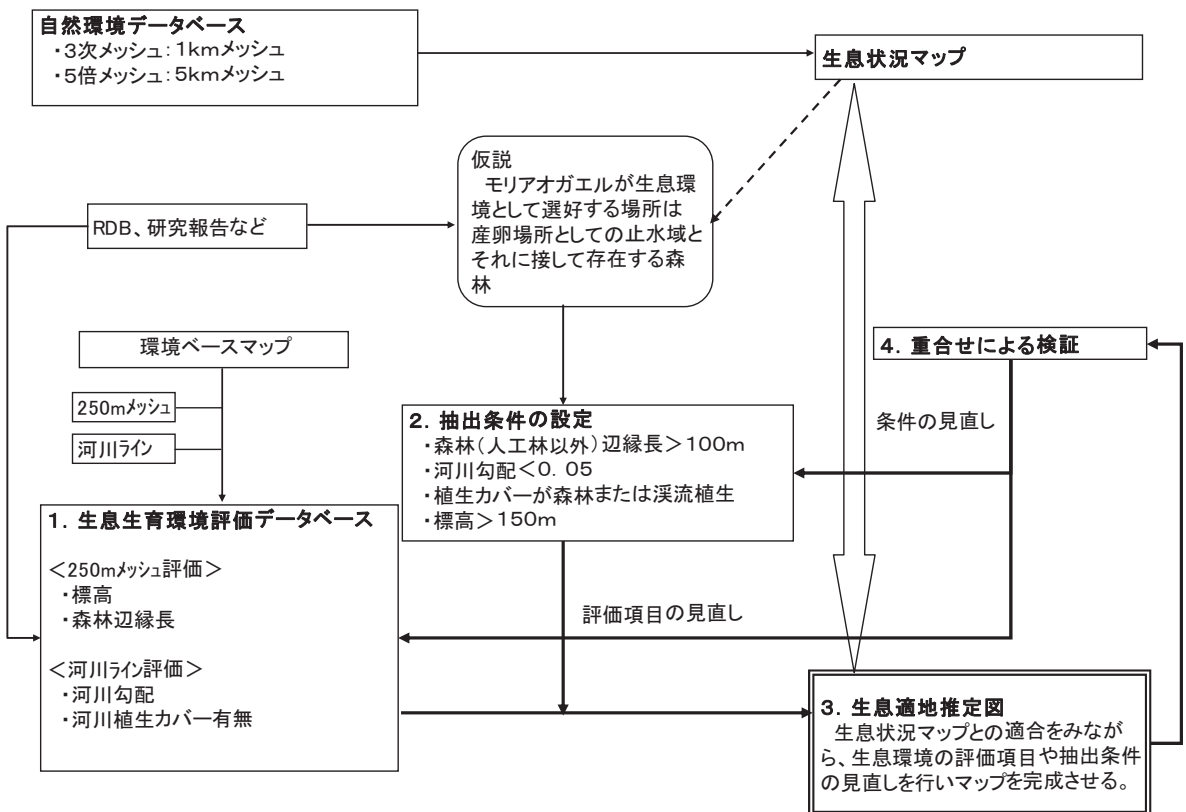 自然環境データベース
・3次メッシュ：1kmメッシュ
・5倍メッシュ：5kmメッシュ
生息状況マップ
仮説
モリアオガエルが生息環
境として選好する場所は
産卵場所としての止水域と
それに接して存在する森
林
RDB、研究報告など
環境ベースマップ
250mメッシュ
河川ライン
4．重合せによる検証
2．抽出条件の設定
・森林（人工林以外）辺縁長＞100m
・河川勾配＜0．05
・植生カバーが森林または渓流植生
・標高＞150m
条件の見直し
1．生息生育環境評価データベース
＜250mメッシュ評価＞
・標高
・森林辺縁長
＜河川ライン評価＞
・河川勾配
・河川植生カバー有無
評価項目の見直し
3．生息適地推定図
生息状況マップとの適合をみなが
ら、生息環境の評価項目や抽出条件
の見直しを行いマップを完成させる。